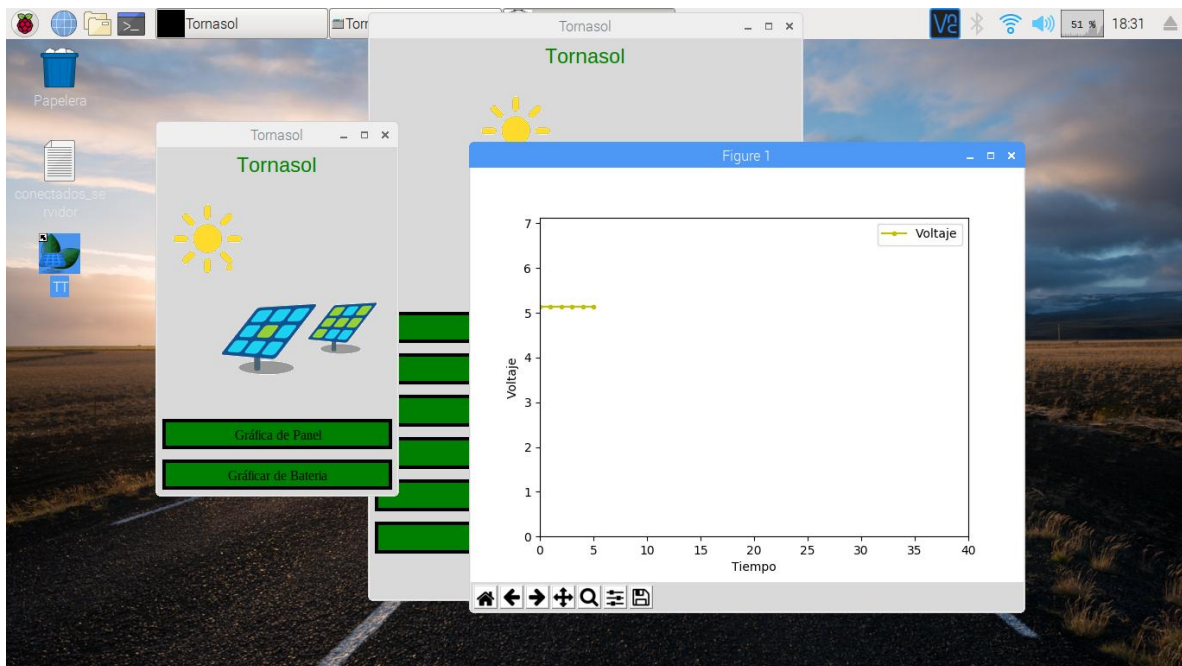 Tornasol
Torr
51 %
18:31
Papelera
conectados_se
rvidor
TT
Tornasol
Tornasol
Tornasol
Tornasol
Gráfica de Panel
Gráficar de Bateria
Figure 1
Voltaje
7
6
5
4
3
2
1
0
Voltaje
0 5 10 15 20 25 30 35 40
Tiempo